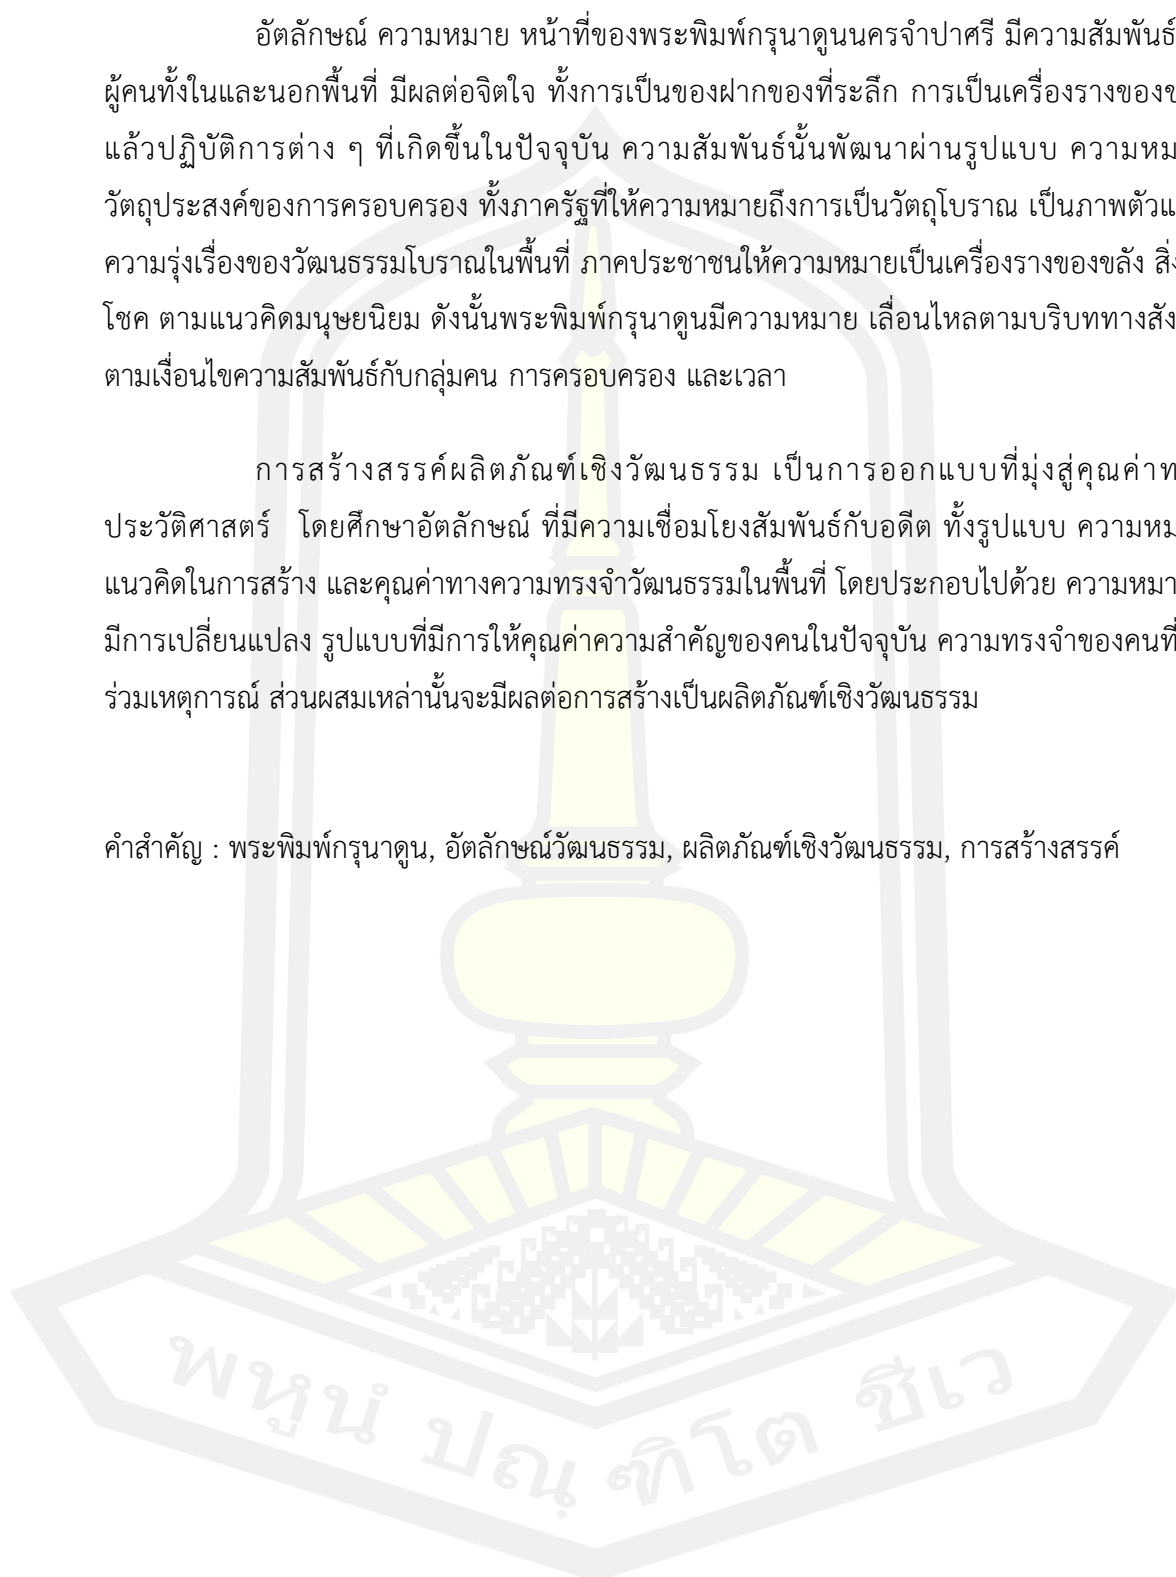 อัตลักษณ์ ความหมาย หน้าที่ของพระพิมพ์กรุนาดูนนครจำปาศรี มีความสัมพันธ์
ผู้คนทั้งในและนอกพื้นที่ มีผลต่อจิตใจ ทั้งการเป็นของฝากของที่ระลึก การเป็นเครื่องรางของข
แล้วปฏิบัติการต่าง ๆ ที่เกิดขึ้นในปัจจุบัน ความสัมพันธ์นั้นพัฒนาผ่านรูปแบบ ความหม
วัตถุประสงค์ของการครอบครอง ทั้งภาครัฐที่ให้ความหมายถึงการเป็นวัตถุโบราณ เป็นภาพตัวแ
ความรุ่งเรื่องของวัฒนธรรมโบราณในพื้นที่ ภาคประชาชนให้ความหมายเป็นเครื่องรางของขลัง สิ่
โชค ตามแนวคิดมนุษยนิยม ดังนั้นพระพิมพ์กรุนาดูนมีความหมาย เลื่อนไหลตามบริบททางสัง
ตามเงื่อนไขความสัมพันธ์กับกลุ่มคน การครอบครอง และเวลา
การสร้างสรรค์ผลิตภัณฑ์เชิงวัฒนธรรม เป็นการออกแบบที่มุ่งสู่คุณค่าท
ประวัติศาสตร์ โดยศึกษาอัตลักษณ์ ที่มีความเชื่อมโยงสัมพันธ์กับอดีต ทั้งรูปแบบ ความหม
แนวคิดในการสร้าง และคุณค่าทางความทรงจำวัฒนธรรมในพื้นที่ โดยประกอบไปด้วย ความหมา
มีการเปลี่ยนแปลง รูปแบบที่มีการให้คุณค่าความสำคัญของคนในปัจจุบัน ความทรงจำของคนที่
ร่วมเหตุการณ์ ส่วนผสมเหล่านั้นจะมีผลต่อการสร้างเป็นผลิตภัณฑ์เชิงวัฒนธรรม
คำสำคัญ : พระพิมพ์กรุนาดูน, อัตลักษณ์วัฒนธรรม, ผลิตภัณฑ์เชิงวัฒนธรรม, การสร้างสรรค์
พหูนํ ปณฺฑิโต ชีเว